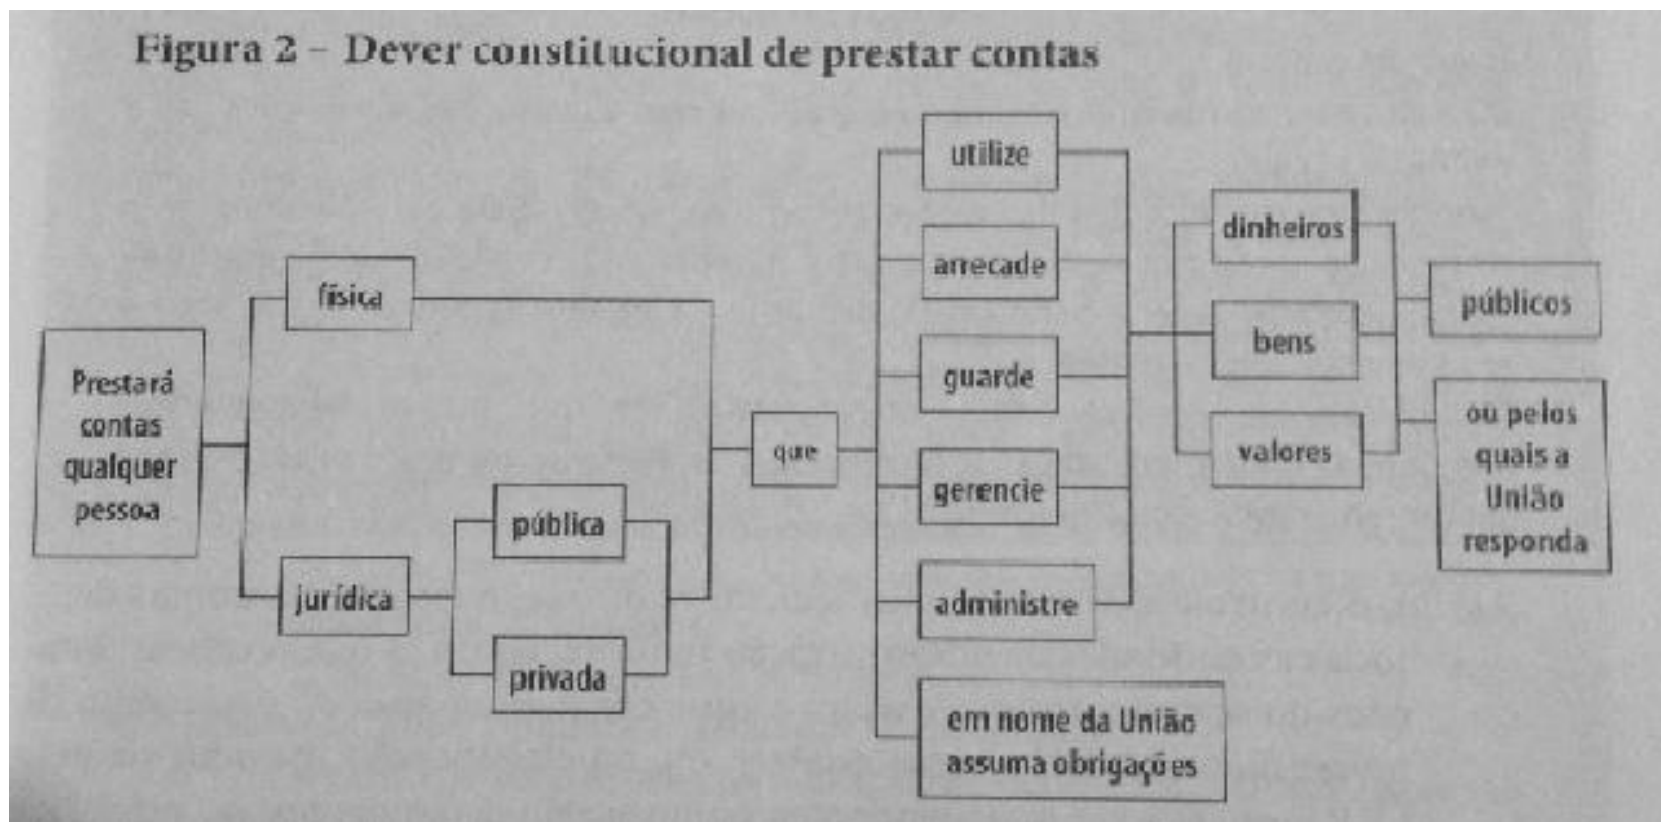 Figura 2 – Dever constitucional de prestar contas
Prestará
contas
qualquer
pessoa
física
jurídica
pública
privada
que
utilize
arrecade
guarde
gerencie
administre
em nome da União
assuma obrigações
dinheiros
bens
valores
públicos
ou pelos
quais a
União
responda